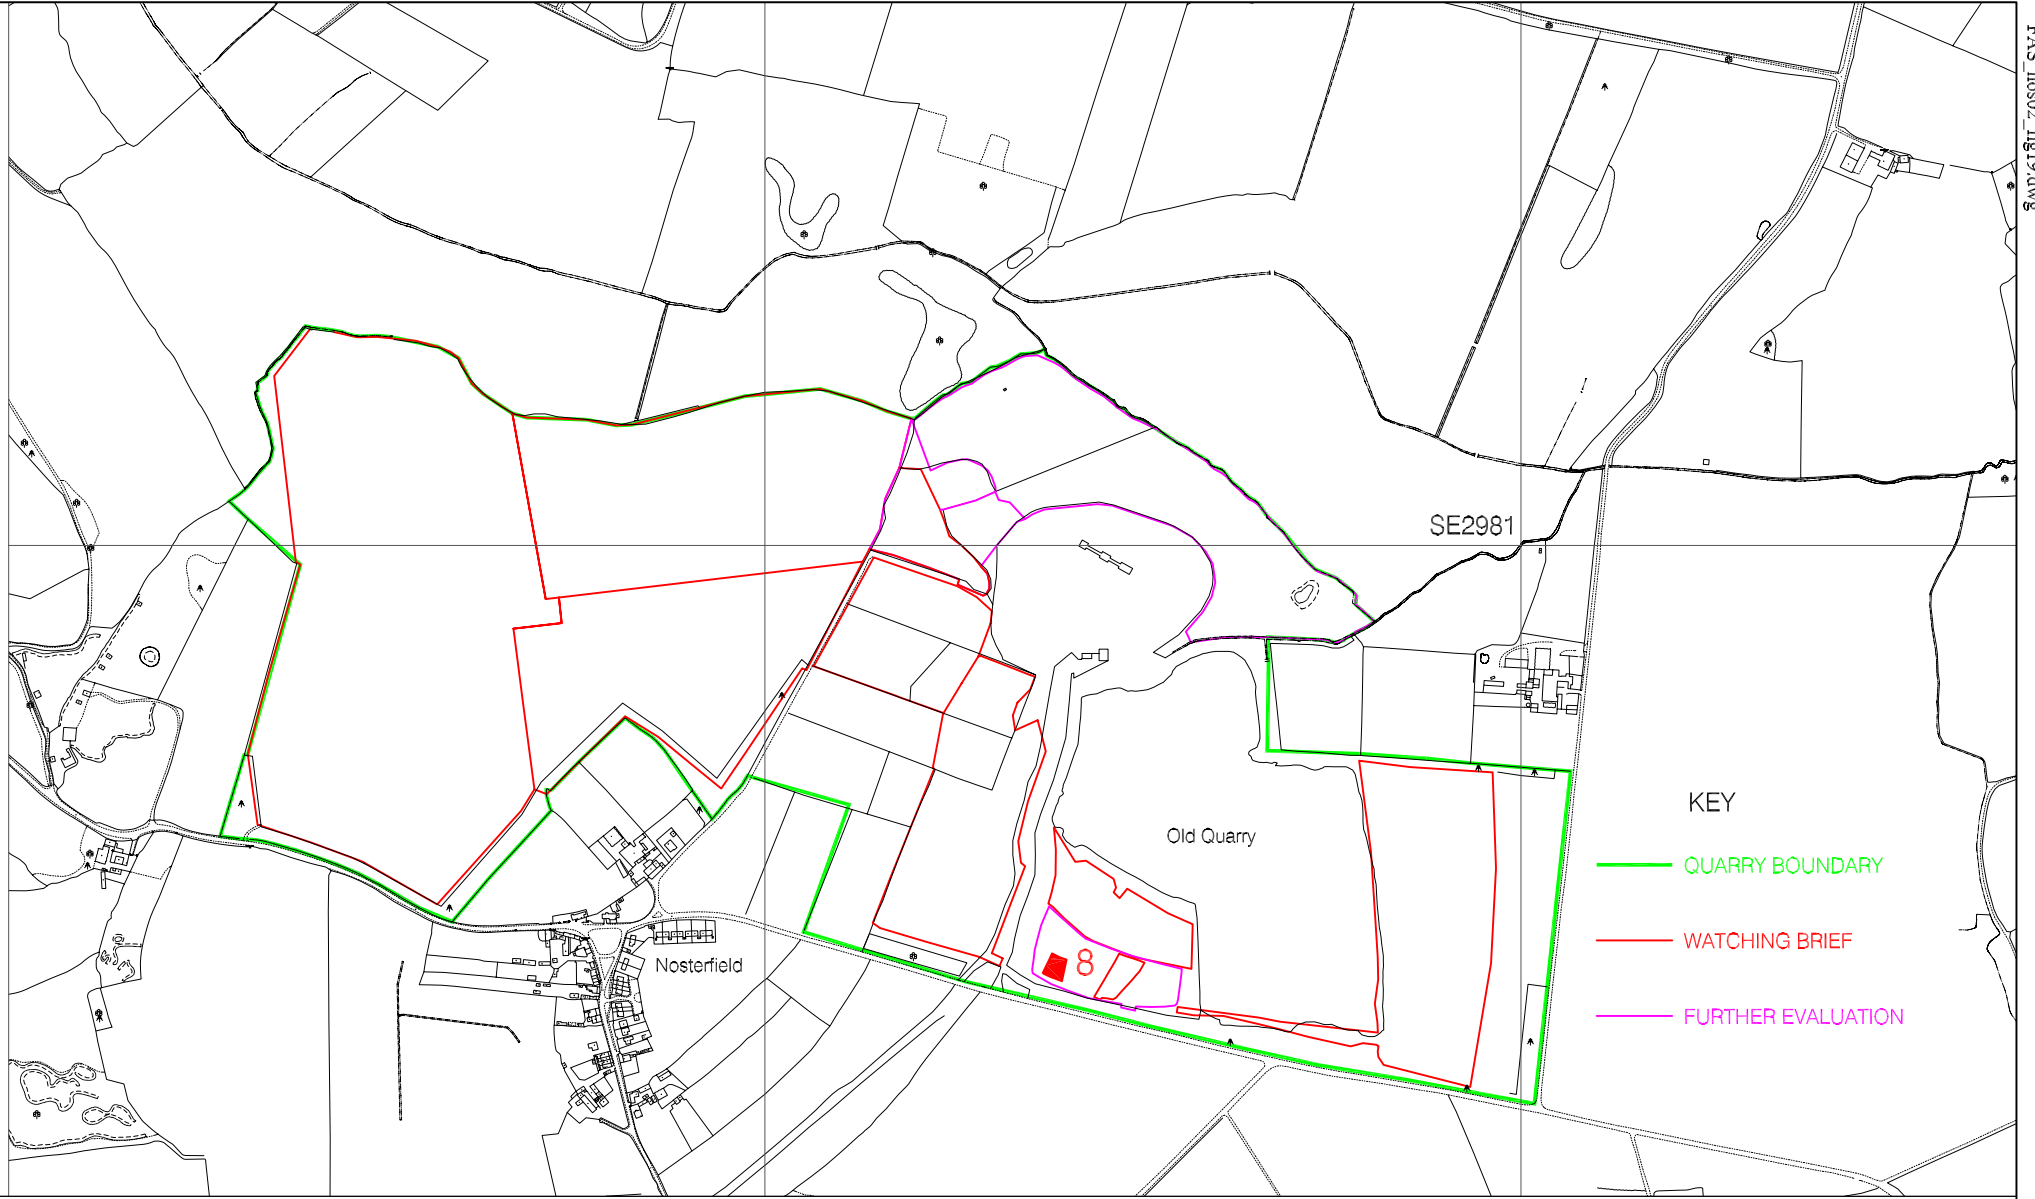 SE2981
KEY
Old Quarry
QUARRY BOUNDARY
WATCHING BRIEF
8
Nosterfield
FURTHER EVALUATION